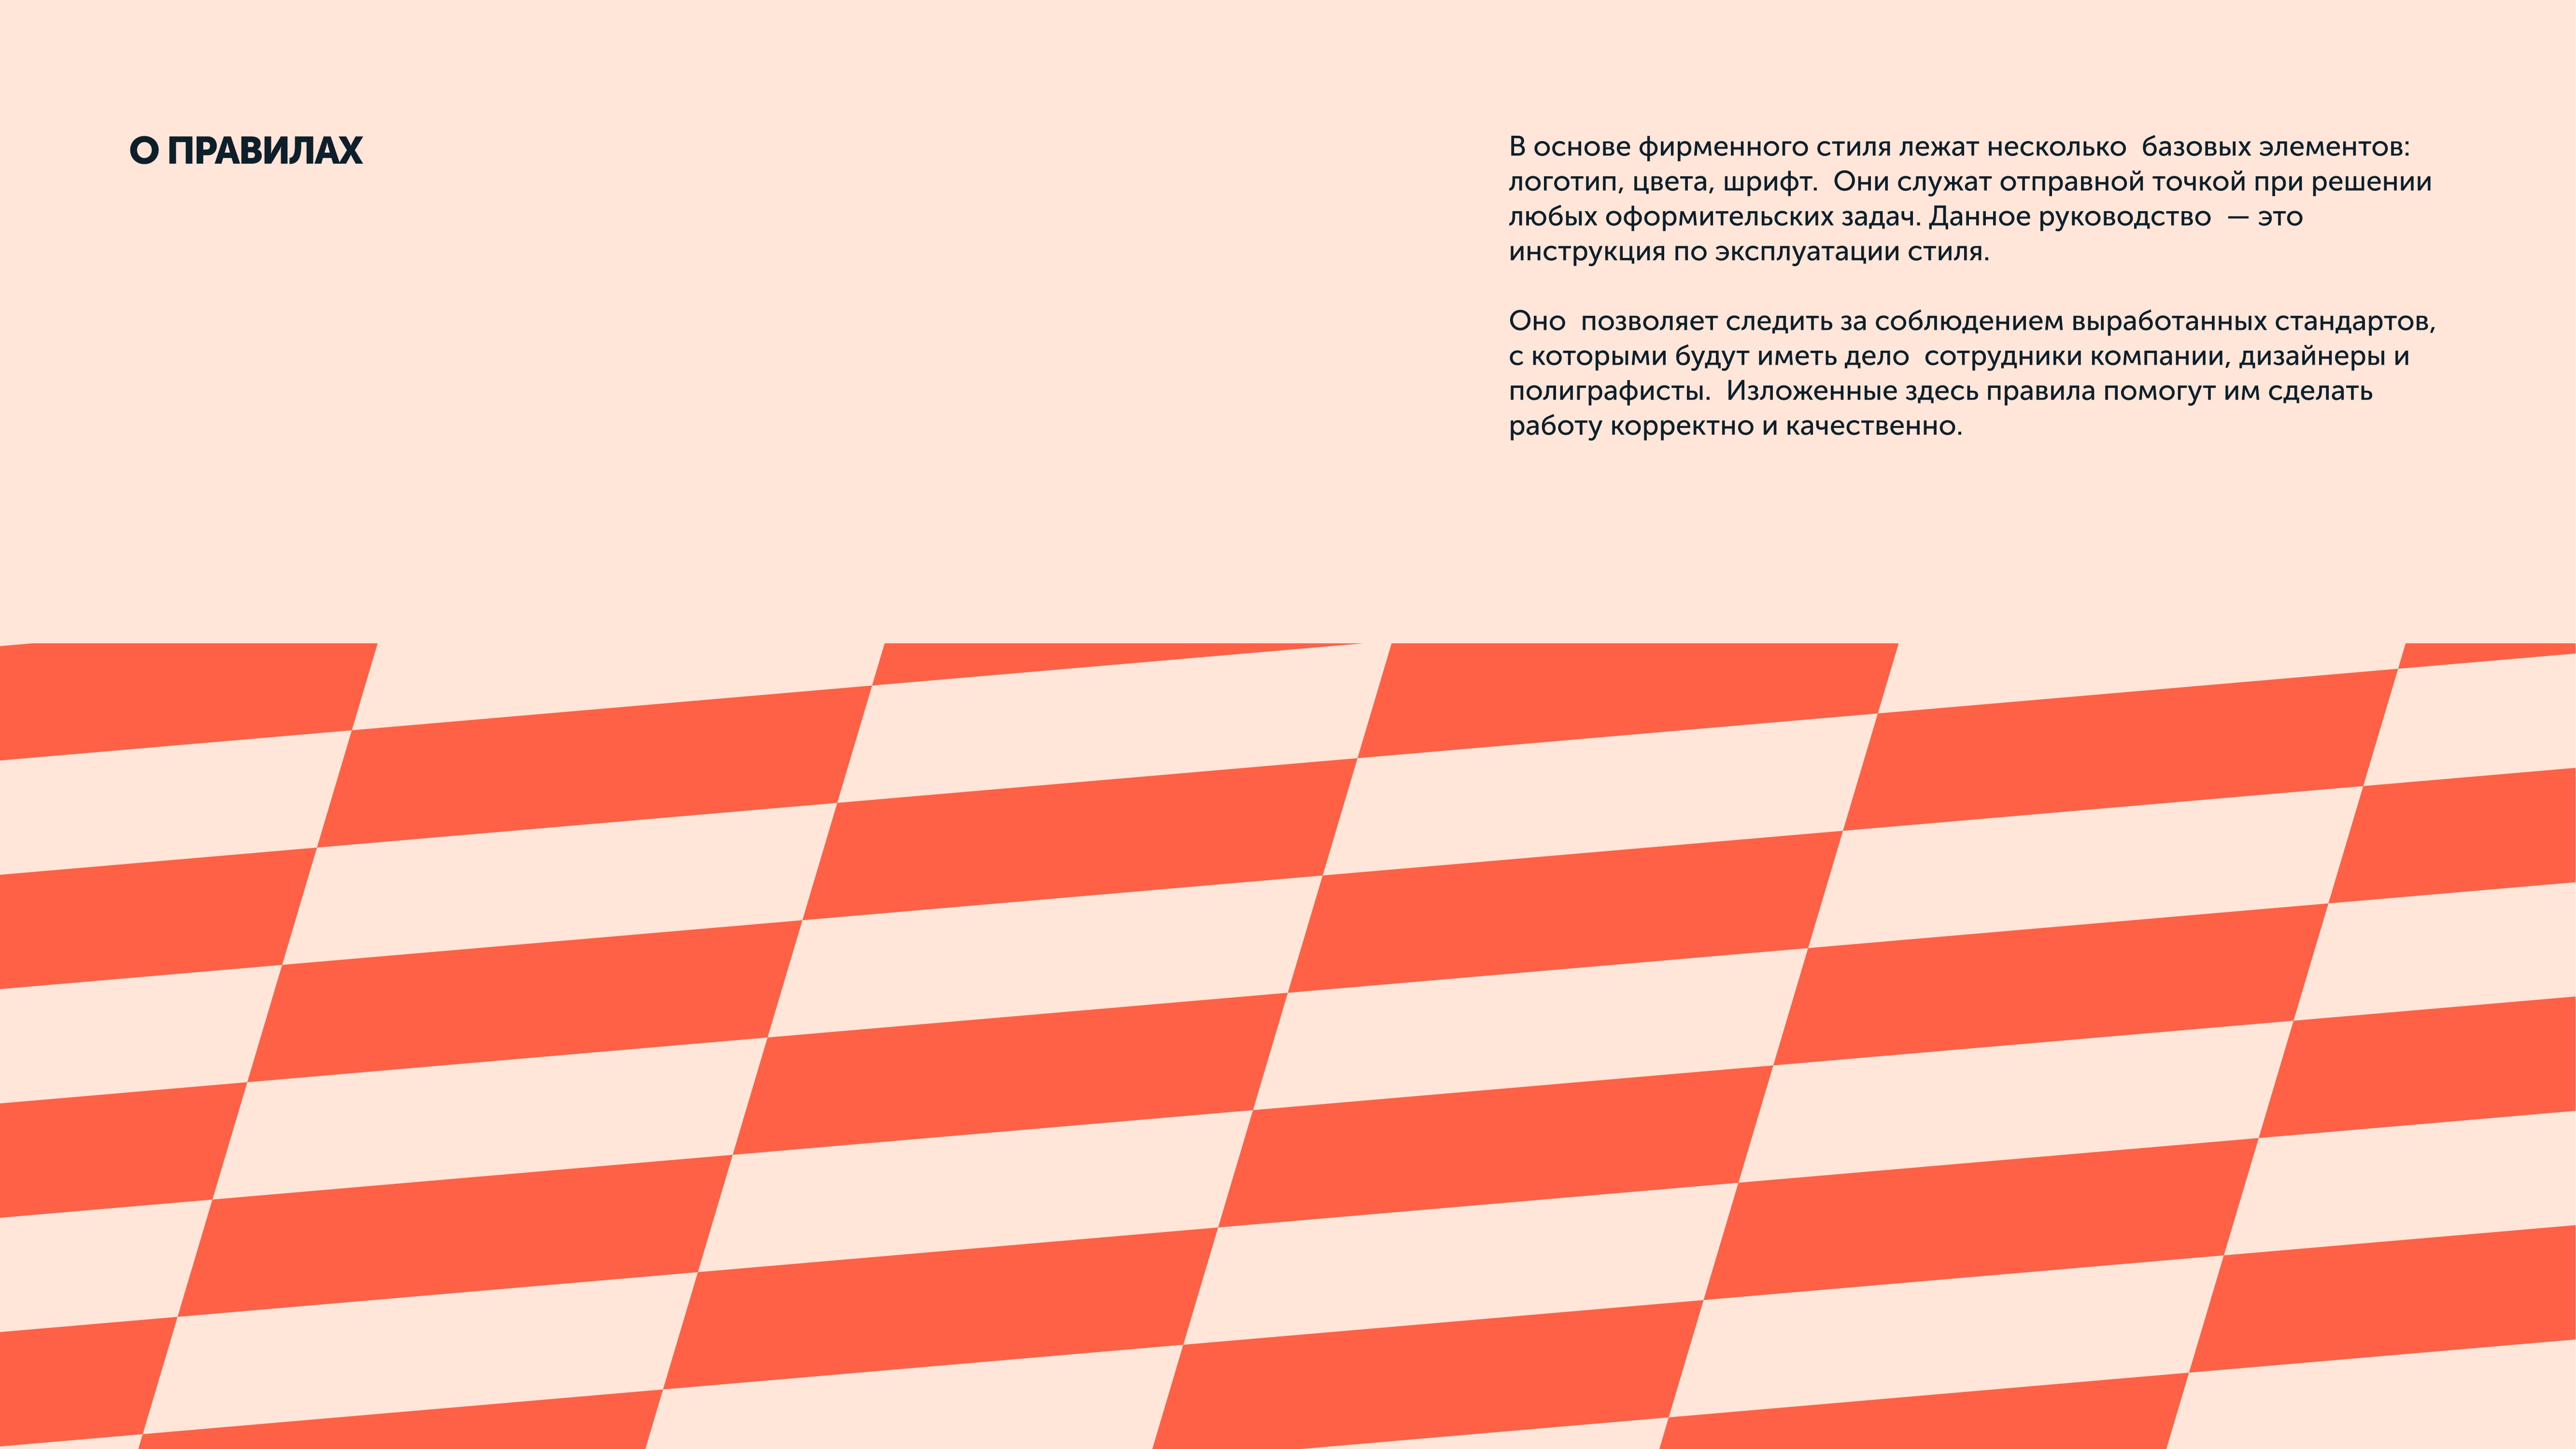 О ПРАВИЛАХ
В основе фирменного стиля лежат несколько  базовых элементов:
логотип, цвета, шрифт.  Они служат отправной точкой при решении
любых оформительских задач. Данное руководство  — это
инструкция по эксплуатации стиля.
Оно  позволяет следить за соблюдением выработанных стандартов,
с которыми будут иметь дело  сотрудники компании, дизайнеры и
полиграфисты.  Изложенные здесь правила помогут им сделать
работу корректно и качественно.